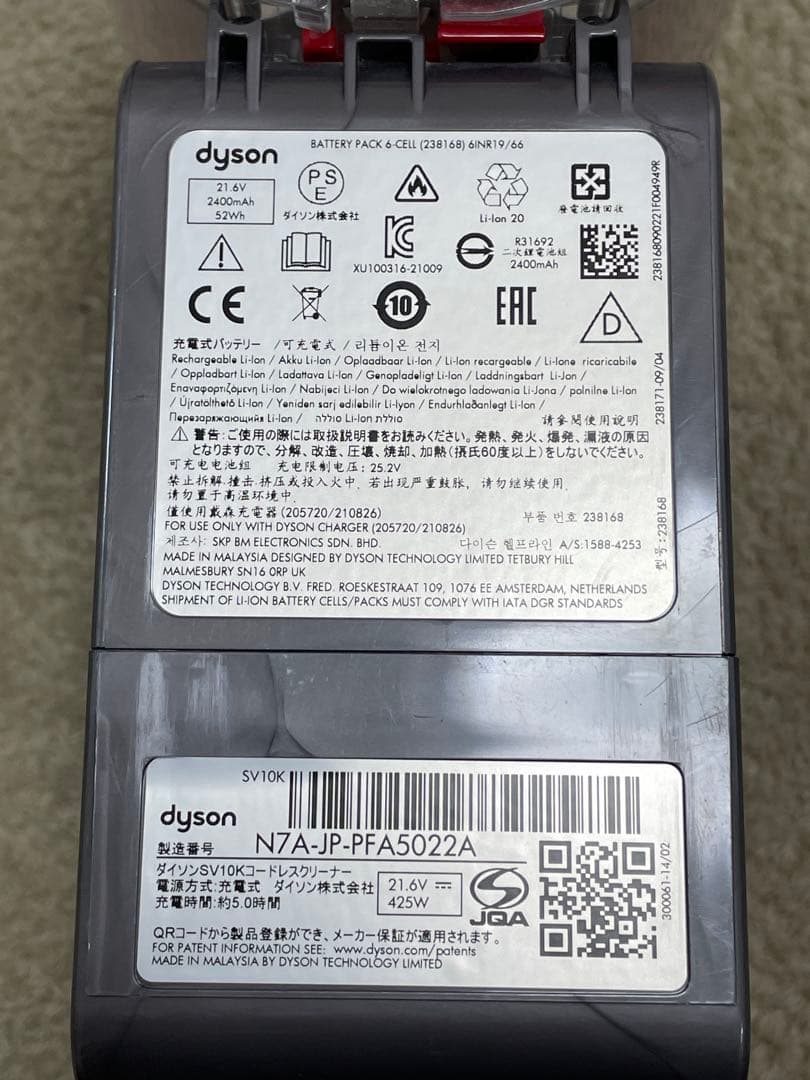 BATTERY PACK 6-CELL (238168) 6INR19/66
dyson
21.6V
2400mAh
52Wh
PSE
ダイソン株式会社
Li-Ion 20
廢電池請回收
XU100316-21009
R31692
二次鋰電池組
2400mAh
238168090221F004949R
CE
10
EAC
D
充電式バッテリー /可充電式 / 리튬이온 전지
Rechargeable Li-Ion / Akku Li-Ion / Oplaadbaar Li-Ion / Li-Ion recargeable / Li-Ione ricaricabile
/ Oppladbart Li-Ion / Ladattava Li-Ion / Genopladeligt Li-Ion / Laddningsbart Li-Jon /
Επαναφορτιζόμενη Li-Ion / Nabíjecí Li-Ion / Do wielokrotnego ladowania Li-Jona / polnilne Li-Ion
/ Újratölthető Li-Ion / Yeniden sarj edilebilir Li-Iyon / Endurhlaðanlegt Li-Ion /
Перезаряжающийся Li-Ion / סוללת Li-Ion סוללה
請參閱使用說明
238171-09/04
⚠ 警告:ご使用の際には取扱説明書をお読みください。発熱、発火、爆発、漏液の原因
となりますので、分解、改造、圧壊、焼却、加熱(摂氏60度以上)をしないでください。
可充电电池组 充电限制电压: 25.2V
禁止拆解、撞击、挤压或投入火中. 若出现严重鼓胀, 请勿继续使用.
请勿置于高温环境中.
僅使用戴森充電器(205720/210826)
부품 번호 238168
FOR USE ONLY WITH DYSON CHARGER (205720/210826)
제조사: SKP BM ELECTRONICS SDN. BHD.
다이슨 헬프라인 A/S:1588-4253
型号:238168
MADE IN MALAYSIA DESIGNED BY DYSON TECHNOLOGY LIMITED TETBURY HILL
MALMESBURY SN16 0RP UK
DYSON TECHNOLOGY B.V. FRED. ROESKESTRAAT 109, 1076 EE AMSTERDAM, NETHERLANDS
SHIPMENT OF LI-ION BATTERY CELLS/PACKS MUST COMPLY WITH IATA DGR STANDARDS
SV10K
dyson
製造番号 N7A-JP-PFA5022A
ダイソンSV10Kコードレスクリーナー
電源方式:充電式 ダイソン株式会社
充電時間:約5.0時間
21.6V
425W
JQA
300061-14/02
QRコードから製品登録ができ、メーカー保証が適用されます。
FOR PATENT INFORMATION SEE: www.dyson.com/patents
MADE IN MALAYSIA BY DYSON TECHNOLOGY LIMITED